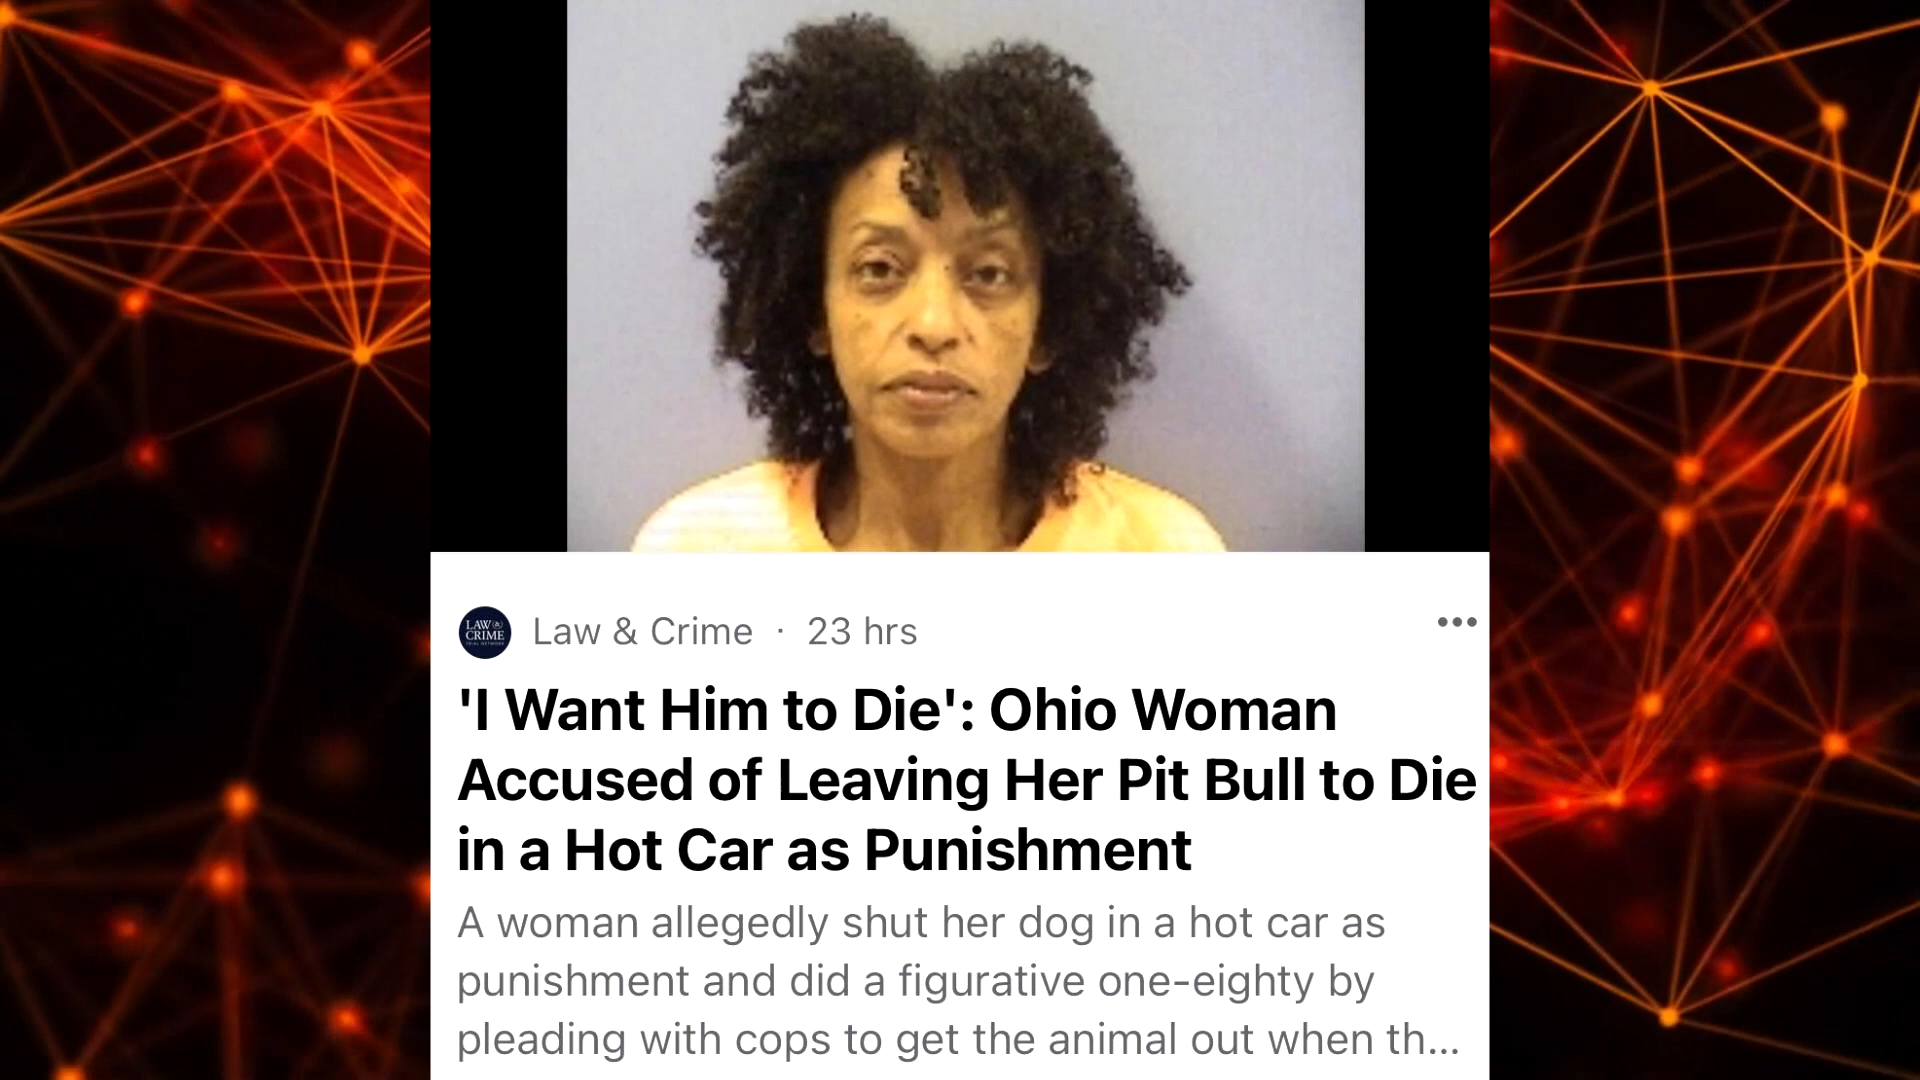 LAW &
CRIME
Law & Crime · 23 hrs
'I Want Him to Die': Ohio Woman
Accused of Leaving Her Pit Bull to Die
in a Hot Car as Punishment
A woman allegedly shut her dog in a hot car as
punishment and did a figurative one-eighty by
pleading with cops to get the animal out when th...